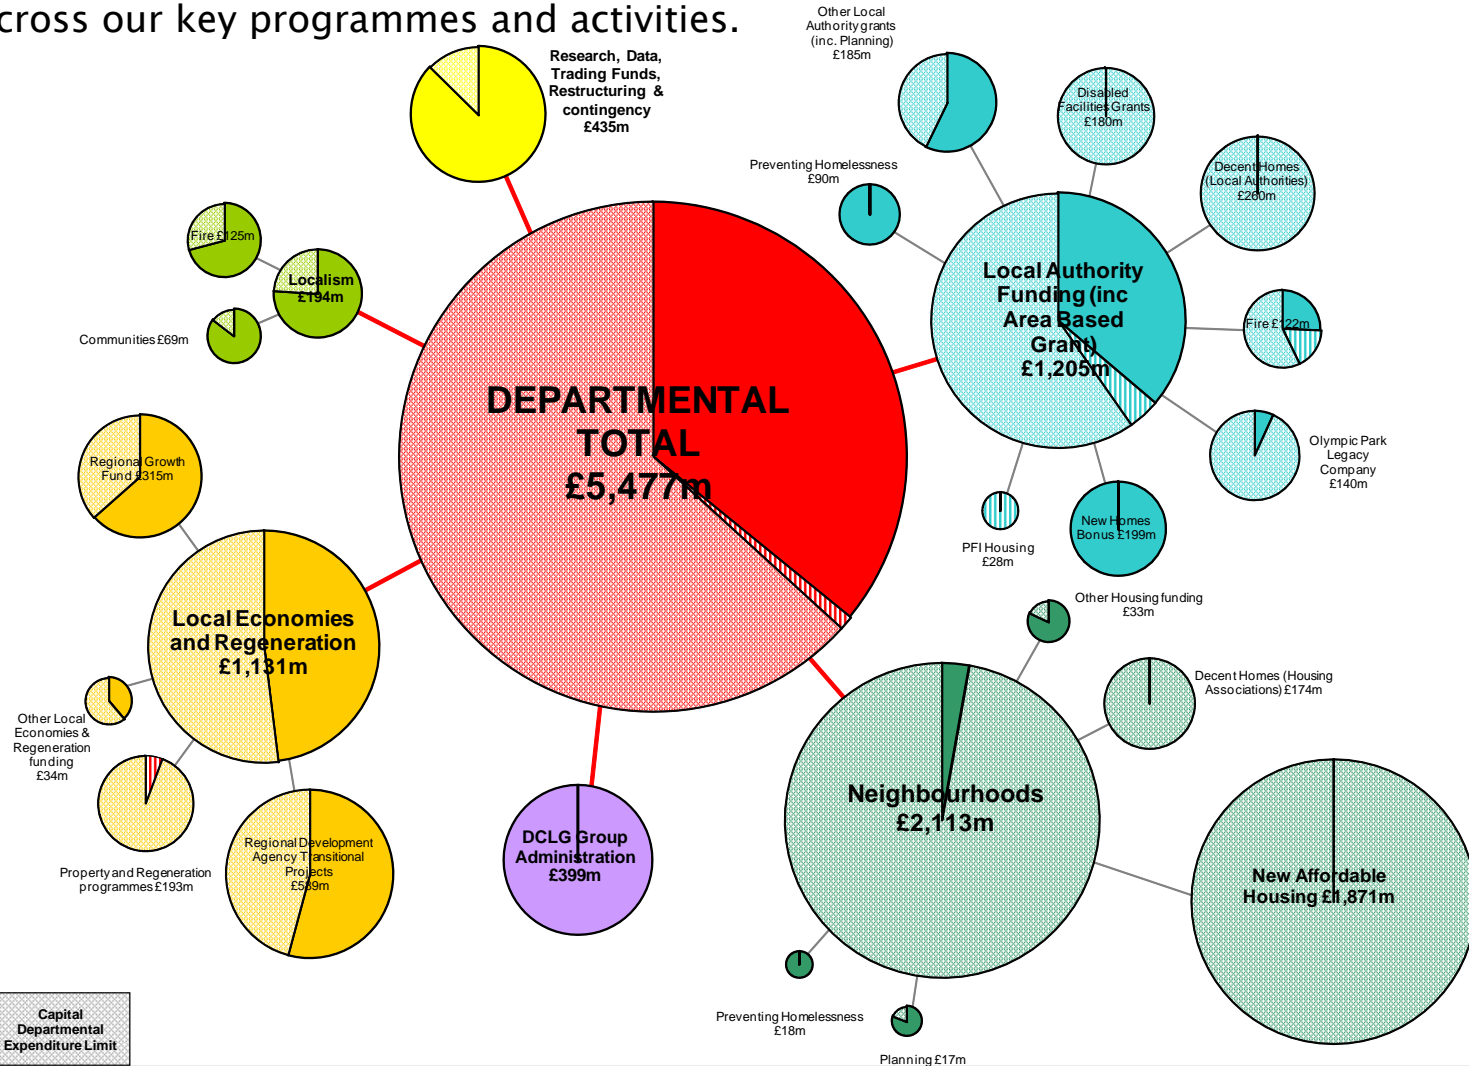 cross our key programmes and activities.
Other Local
Authority grants
(inc. Planning)
£185m
Research, Data,
Trading Funds,
Restructuring &
contingency
£435m
Disabled
Facilities Grants
£180m
Preventing Homelessness
£90m
Decent Homes
(Local Authorities)
£260m
Fire £125m
Localism
£194m
Communities £69m
Local Authority
Funding (inc
Area Based
Grant)
£1,205m
Fire £122m
DEPARTMENTAL
TOTAL
£5,477m
Olympic Park
Legacy
Company
£140m
Regional Growth
Fund £315m
New Homes
Bonus £199m
PFI Housing
£28m
Other Housing funding
£33m
Local Economies
and Regeneration
£1,131m
Decent Homes (Housing
Associations) £174m
Other Local
Economies &
Regeneration
funding
£34m
Neighbourhoods
£2,113m
Regional Development
Agency Transitional
Projects
£589m
DCLG Group
Administration
£399m
Property and Regeneration
programmes £193m
New Affordable
Housing £1,871m
Capital
Departmental
Expenditure Limit
Preventing Homelessness
£18m
Planning £17m